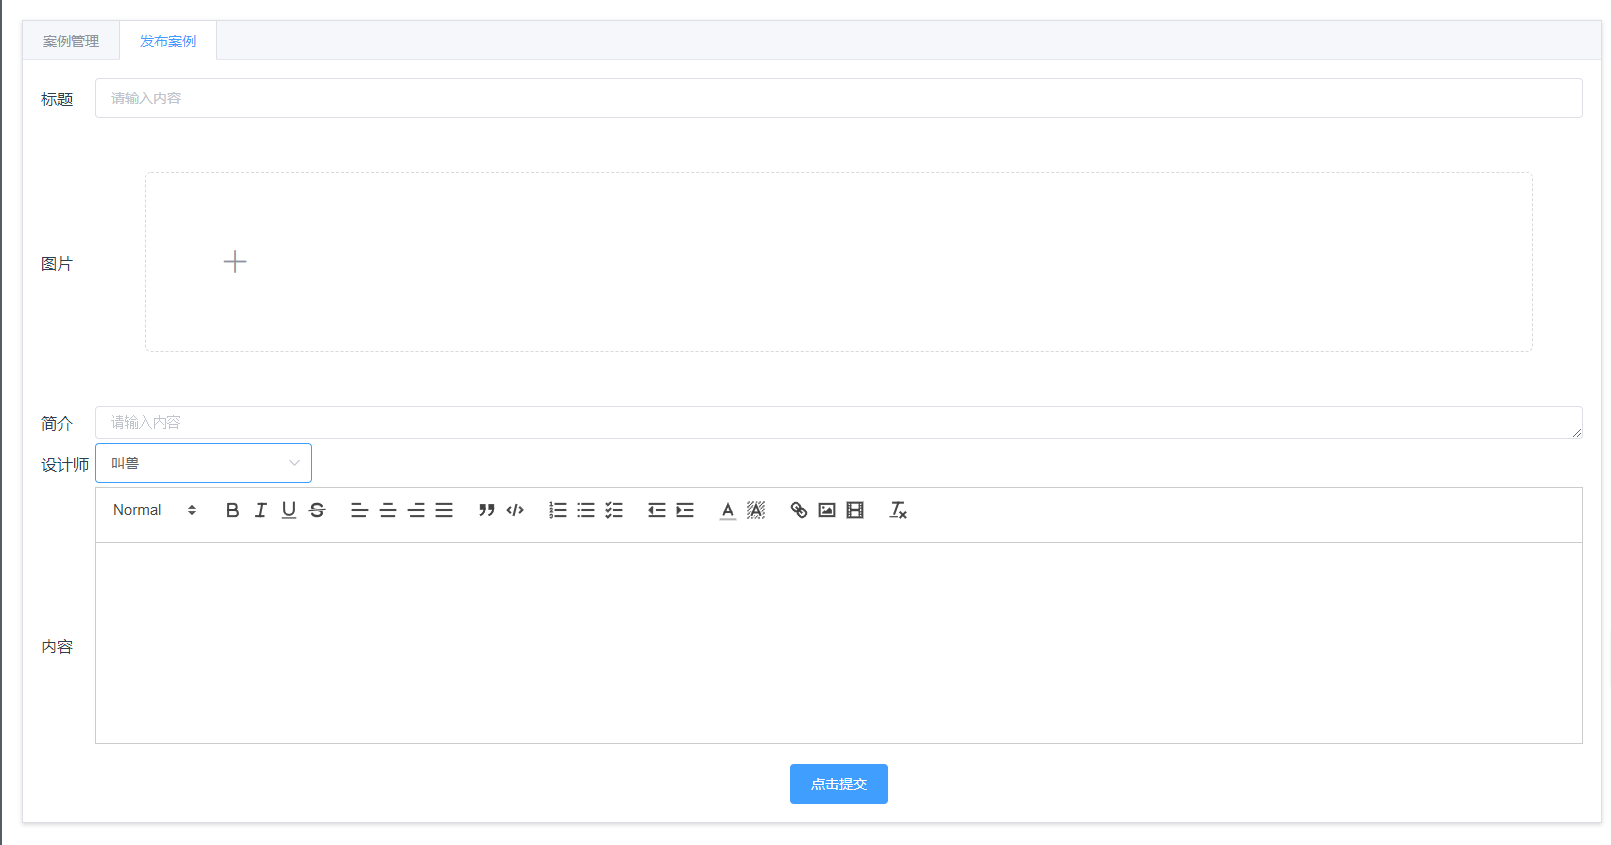 案例管理 发布案例
标题 请输入内容
图片
简介 请输入内容
设计师 叫兽
Normal
内容
点击提交